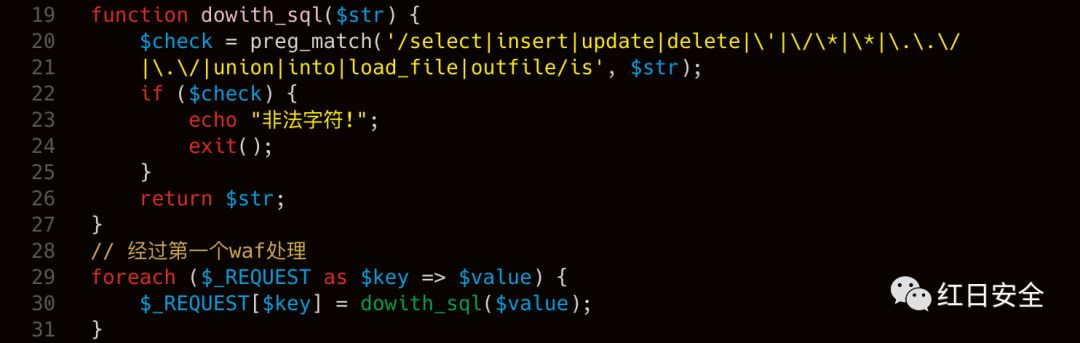 19 function dowith_sql($str) {
20     $check = preg_match('/select|insert|update|delete|\'|\/\*|\*|\.\.\/
21     |\.\/|union|into|load_file|outfile/is', $str);
22     if ($check) {
23         echo "非法字符!";
24         exit();
25     }
26     return $str;
27 }
28 // 经过第一个waf处理
29 foreach ($_REQUEST as $key => $value) {
30     $_REQUEST[$key] = dowith_sql($value);
31 }
红日安全